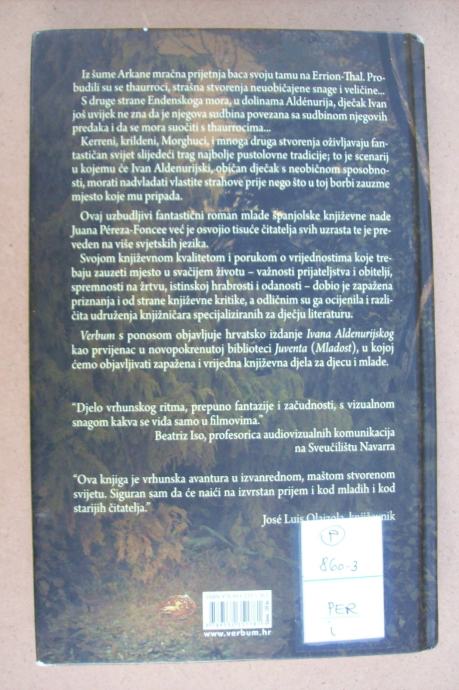 Iz šume Arkane mračna prijetnja baca svoju tamu na Errion-Thal. Pro-
budili su se thaurroci, strašna stvorenja neuobičajene snage i veličine...
S druge strane Endenskoga mora, u dolinama Aldénurija, dječak Ivan
još uvijek ne zna da je njegova sudbina povezana sa sudbinom njegovih
predaka i da se mora suočiti s thaurrocima...
Kerreni, krildeni, Morghuci, i mnoga druga stvorenja oživljavaju fan-
tastičan svijet slijedeći trag najbolje pustolovne tradicije; to je scenarij
u kojemu će Ivan Aldenurijski, običan dječak s neobičnom sposobno-
sti, morati nadvladati vlastite strahove prije nego što u toj borbi zauzme
mjesto koje mu pripada.
Ovaj uzbudljivi fantastični roman mlade španjolske književne nade
Juana Péreza-Foncee već je osvojio tisuće čitatelja svih uzrasta te je pre-
veden na više svjetskih jezika.
Svojom književnom kvalitetom i porukom o vrijednostima koje tre-
baju zauzeti mjesto u svačijem životu – važnosti prijateljstva i obitelji,
spremnosti na žrtvu, istinskoj hrabrosti i odanosti – dobio je zapažena
priznanja i od strane književne kritike, a odličnim su ga ocijenila i razli-
čita udruženja knjižničara specijaliziranih za dječju literaturu.
Verbum s ponosom objavljuje hrvatsko izdanje Ivana Aldenurijskog
kao prvijenac u novopokrenutoj biblioteci Juventa (Mladost), u kojoj
ćemo objavljivati zapažena i vrijedna književna djela za djecu i mlade.
"Djelo vrhunskog ritma, prepuno fantazije i začudnosti, s vizualnom
snagom kakva se viđa samo u filmovima."
Beatriz Iso, profesorica audiovizualnih komunikacija
na Sveučilištu Navarra
"Ova knjiga je vrhunska avantura u izvanrednom, maštom stvorenom
svijetu. Siguran sam da će naići na izvrstan prijem i kod mladih i kod
starijih čitatelja."
José Luis Olaizola, književnik
P
860-3
PER
www.verbum.hr